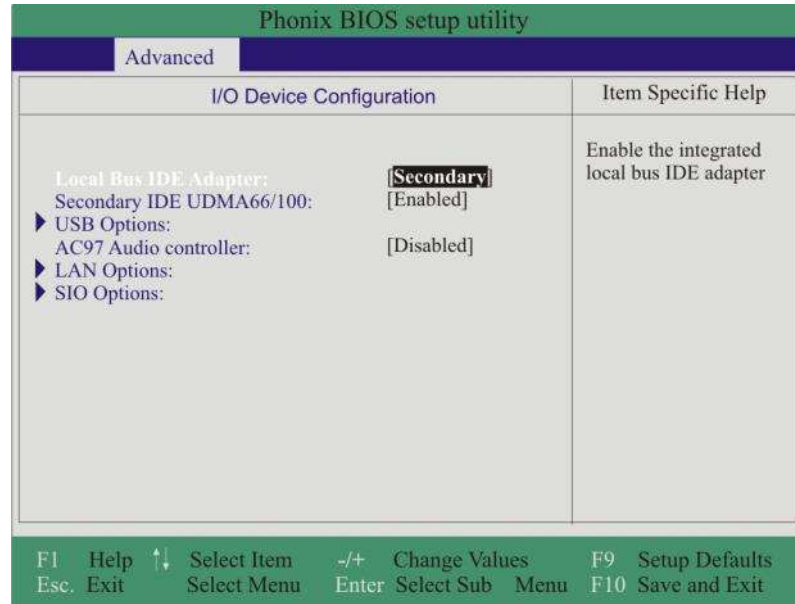 Phonix BIOS setup utility
Advanced
I/O Device Configuration
Item Specific Help
Local Bus IDE Adapter: [Secondary]
Secondary IDE UDMA66/100: [Enabled]
USB Options:
AC97 Audio controller: [Disabled]
LAN Options:
SIO Options:
Enable the integrated
local bus IDE adapter
F1 Help ↑↓ Select Item -/+ Change Values F9 Setup Defaults
Esc. Exit Select Menu Enter Select Sub Menu F10 Save and Exit